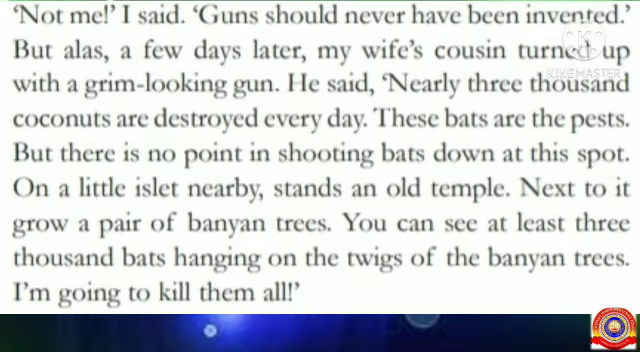 ‘Not me!’ I said. ‘Guns should never have been invented.’
But alas, a few days later, my wife’s cousin turned up
with a grim-looking gun. He said, ‘Nearly three thousand
KINEMASTER
coconuts are destroyed every day. These bats are the pests.
But there is no point in shooting bats down at this spot.
On a little islet nearby, stands an old temple. Next to it
grow a pair of banyan trees. You can see at least three
thousand bats hanging on the twigs of the banyan trees.
I’m going to kill them all!’